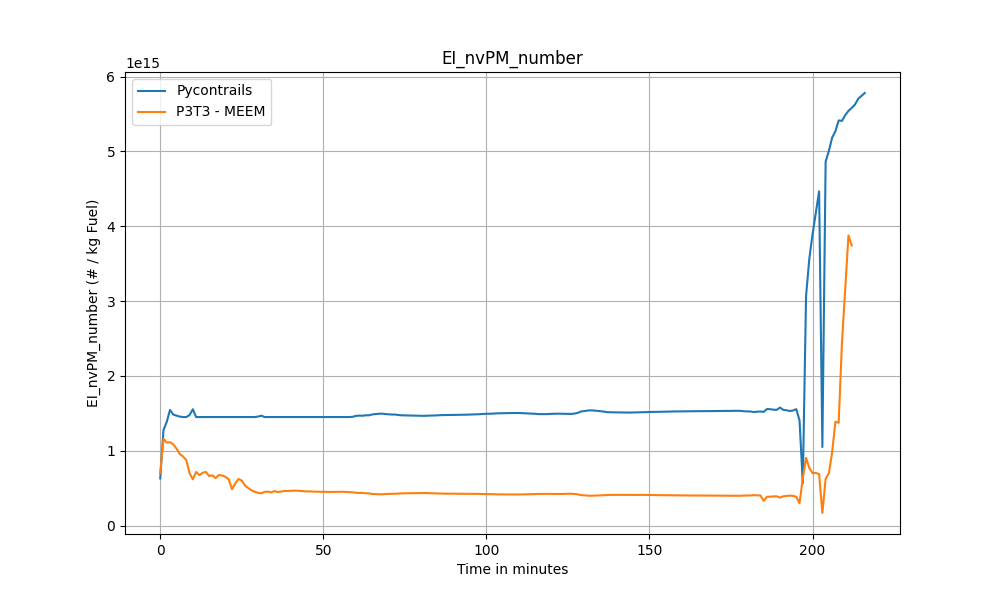 EI_nvPM_number
1e15
Pycontrails
P3T3 - MEEM
6
5
4
3
2
1
0
EI_nvPM_number (# / kg Fuel)
0 50 100 150 200
Time in minutes